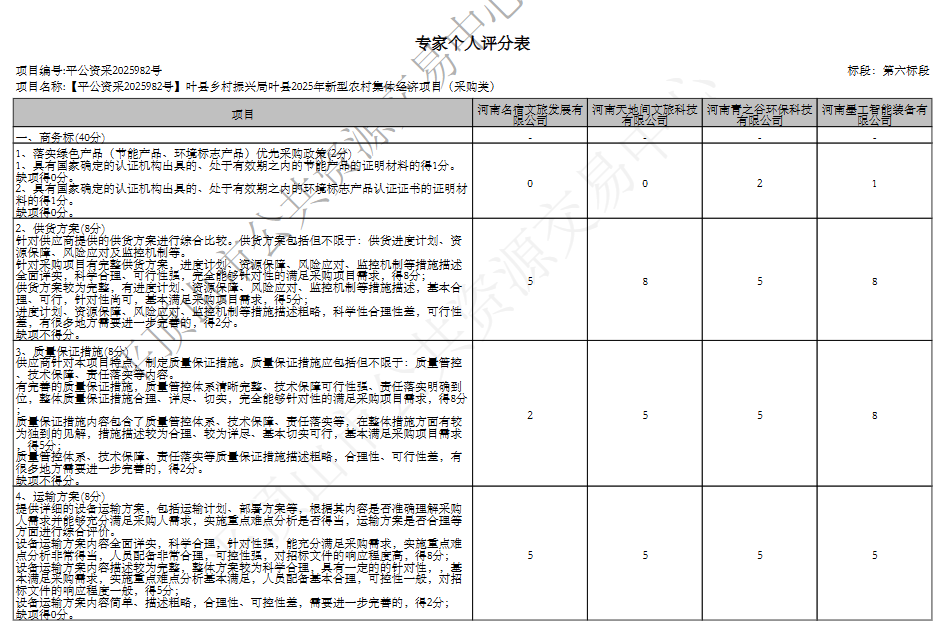 专家个人评分表
项目编号:平公资采2025982号
标段：第六标段
项目名称:【平公资采2025982号】叶县乡村振兴局叶县2025年新型农村集体经济项目（采购类）
项目
河南名宿文旅发展有
限公司
河南天地间文旅科技
有限公司
河南青之谷环保科技
有限公司
河南墨工智能装备有
限公司
一、商务标(40分)
-
-
-
-
1、落实绿色产品（节能产品、环境标志产品）优先采购政策(2分)
1、具有国家确定的认证机构出具的、处于有效期之内的节能产品的证明材料的得1分。
缺项得0分。
2、具有国家确定的认证机构出具的、处于有效期之内的环境标志产品认证证书的证明材
料的得1分。
缺项得0分。
0
0
2
1
2、供货方案(8分)
针对供应商提供的供货方案进行综合比较。供货方案包括但不限于：供货进度计划、资
源保障、风险应对及监控机制等。
针对采购项目有完整供货方案，进度计划、资源保障、风险应对、监控机制等措施描述
全面详实，科学合理、可行性强，完全能够针对性的满足采购项目需求，得8分；
供货方案较为完整，有进度计划、资源保障、风险应对、监控机制等措施描述，基本合
理、可行，针对性尚可，基本满足采购项目需求，得5分；
进度计划、资源保障、风险应对、监控机制等措施描述粗略，科学性合理性差，可行性
差，有很多地方需要进一步完善的，得2分。
缺项不得分。
5
8
5
8
3、质量保证措施(8分)
供应商针对本项目特点，制定质量保证措施。质量保证措施应包括但不限于：质量管控
、技术保障、责任落实等内容。
有完善的质量保证措施，质量管控体系清晰完整、技术保障可行性强、责任落实明确到
位，整体质量保证措施合理、详尽、切实，完全能够针对性的满足采购项目需求，得8分
；
质量保证措施内容包含了质量管控体系、技术保障、责任落实等，在整体措施方面有较
为独到的见解，措施描述较为合理、较为详尽、基本切实可行，基本满足采购项目需求
，得5分；
质量管控体系、技术保障、责任落实等质量保证措施描述粗略，合理性、可行性差，有
很多地方需要进一步完善的，得2分。
缺项不得分。
2
5
5
8
4、运输方案(8分)
提供详细的设备运输方案，包括运输计划、部署方案等，根据其内容是否准确理解采购
人需求并能够充分满足采购人需求，实施重点难点分析是否得当，运输方案是否合理等
方面进行综合评价。
设备运输方案内容全面详实，科学合理，针对性强，能充分满足采购需求，实施重点难
点分析非常得当，人员配备非常合理，可控性强，对招标文件的响应程度高，得8分；
设备运输方案内容描述较为完整，整体方案较为科学合理，具有一定的的针对性，，基
本满足采购需求，实施重点难点分析基本满足，人员配备基本合理，可控性一般，对招
标文件的响应程度一般，得5分；
设备运输方案内容简单、描述粗略，合理性、可控性差，需要进一步完善的，得2分；
缺项得0分。
5
5
5
5
平顶山市公共资源交易中心
顶山市公共资源交易中心